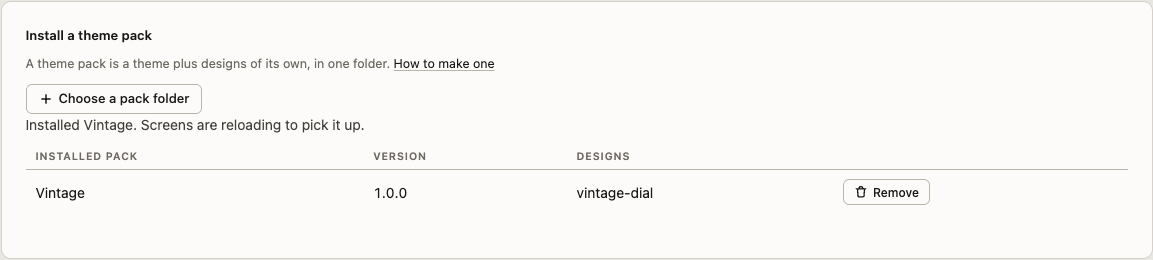 Install a theme pack
A theme pack is a theme plus designs of its own, in one folder. How to make one
+ Choose a pack folder
Installed Vintage. Screens are reloading to pick it up.
INSTALLED PACK VERSION DESIGNS
Vintage 1.0.0 vintage-dial Remove